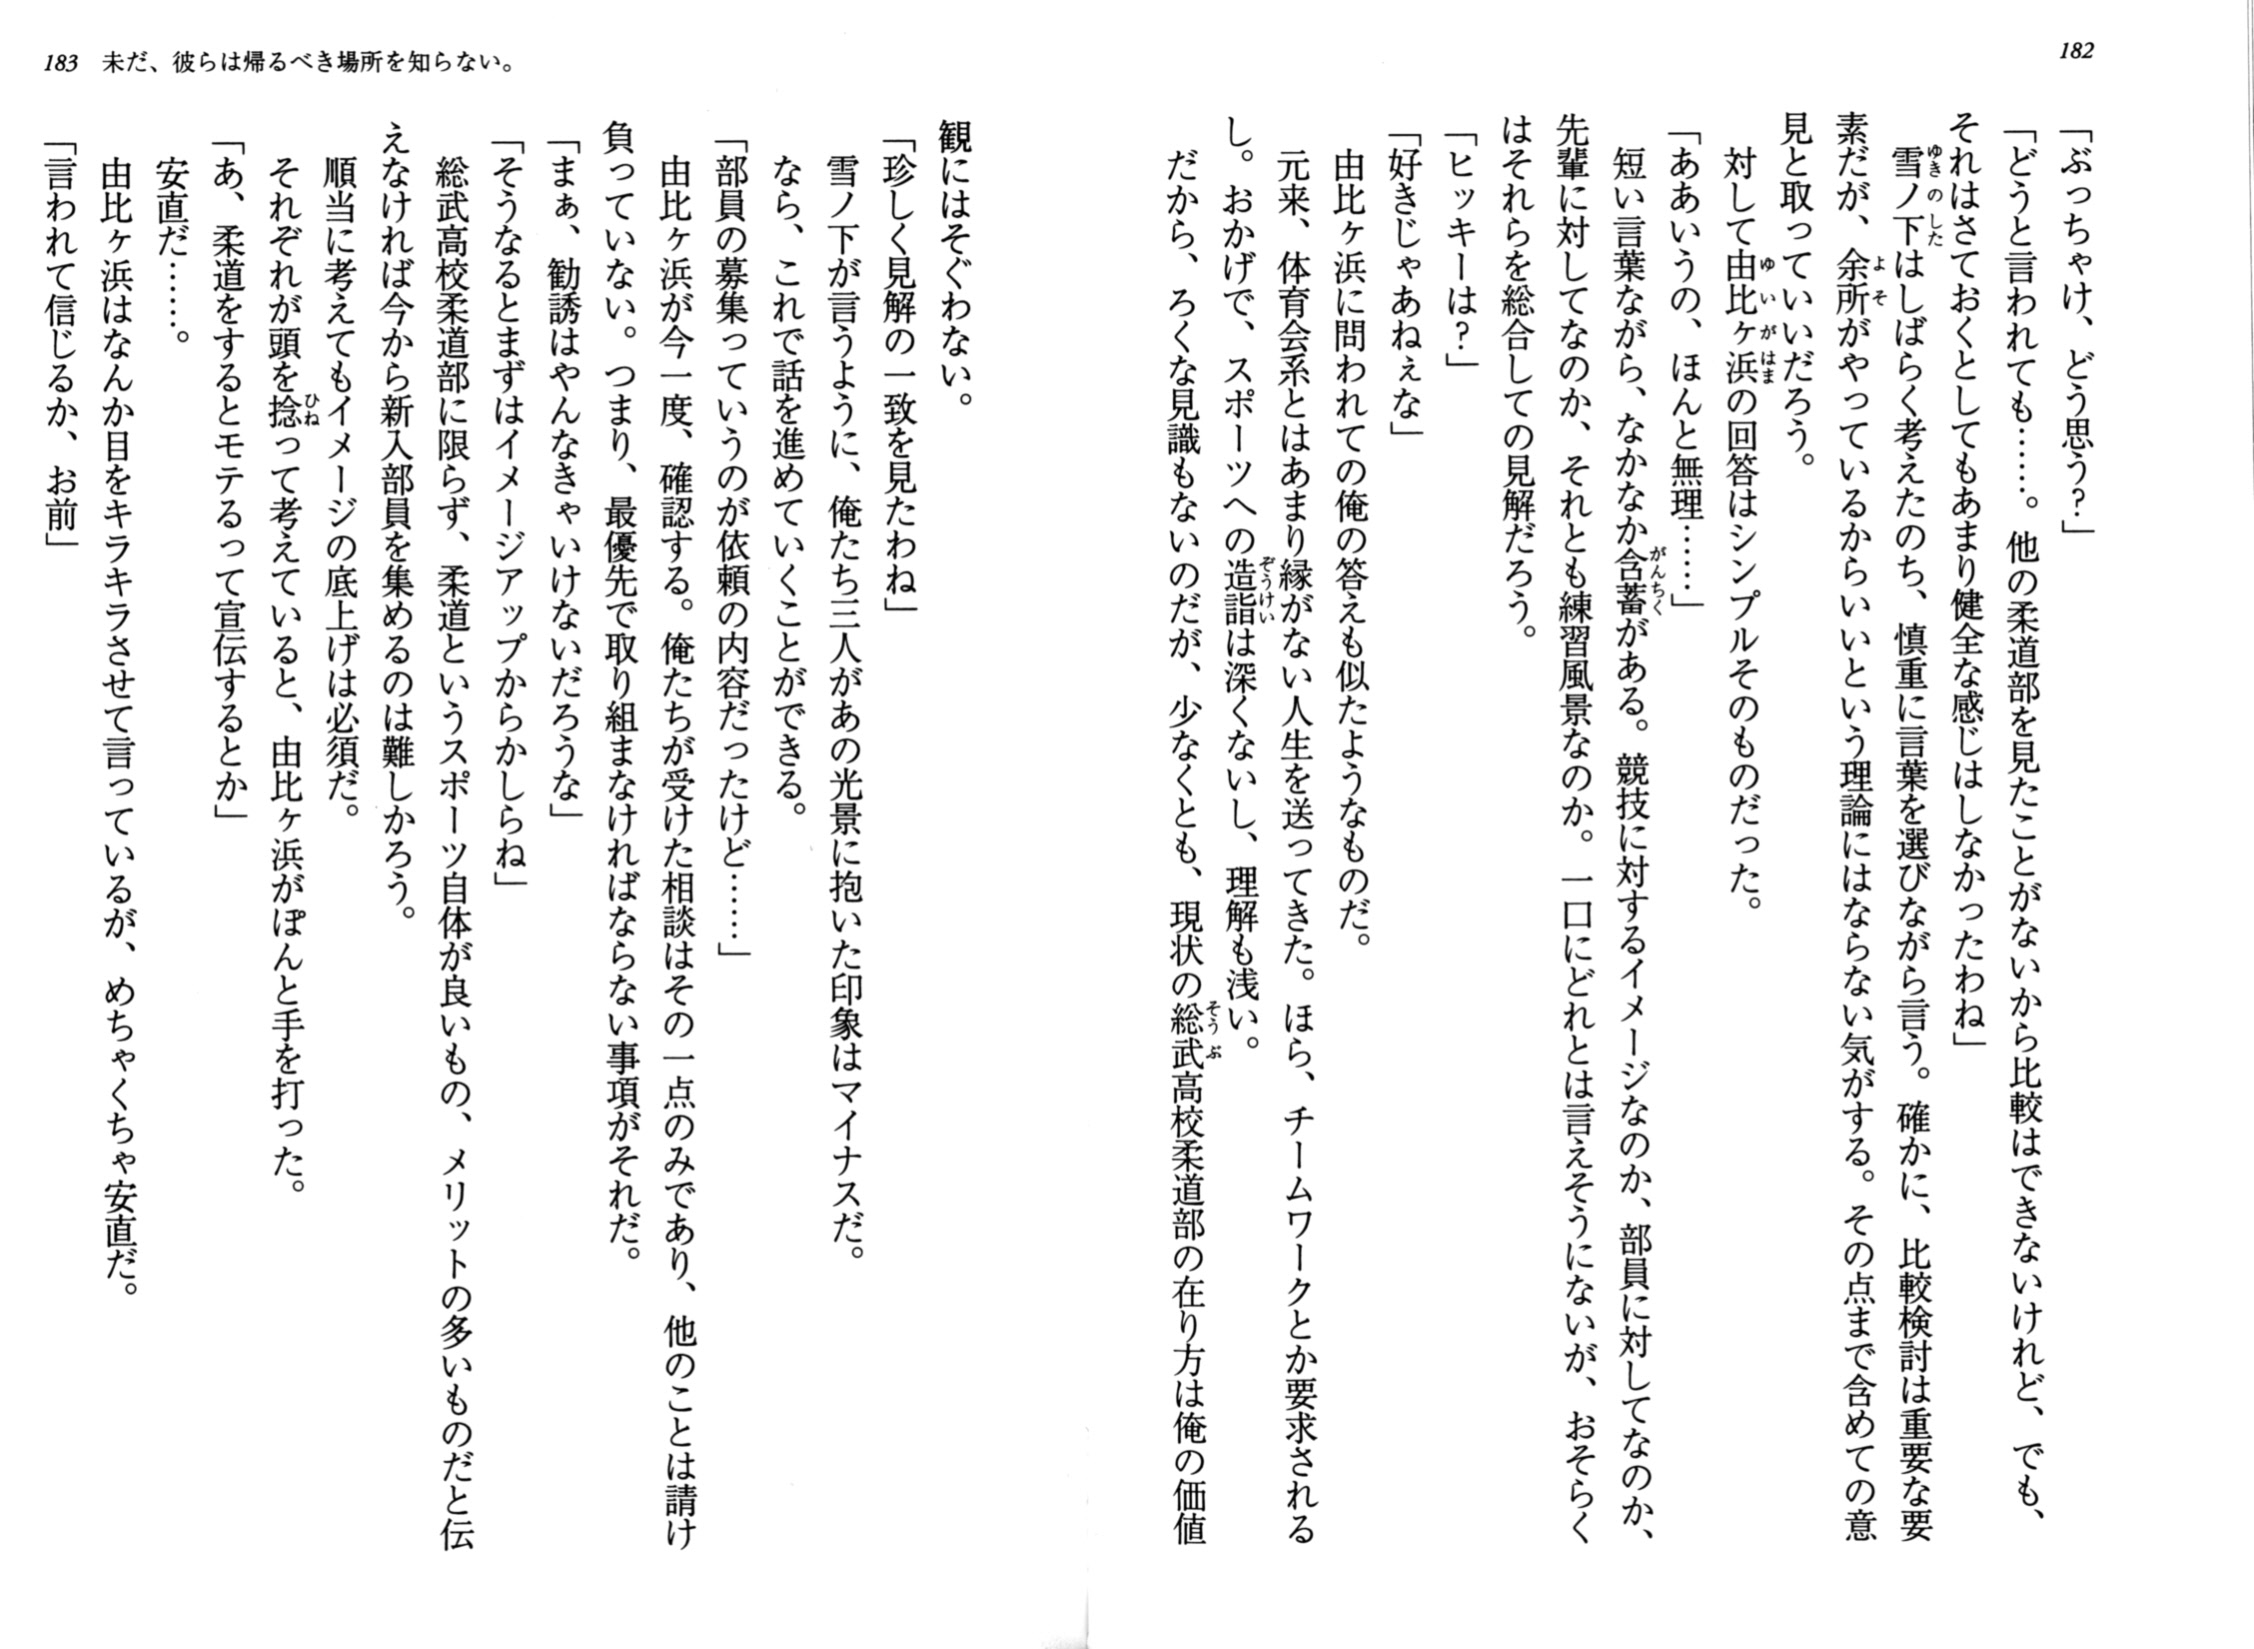 182
「ぶっちゃけ、どう思う?」
「どうと言われても……。他の柔道部を見たことがないから比較はできないけれど、でも、
それはさておくとしてもあまり健全な感じはしなかったわね」
　雪ノ下はしばらく考えたのち、慎重に言葉を選びながら言う。確かに、比較検討は重要な要
素だが、余所がやっているからいいという理論にはならない気がする。その点まで含めての意
見と取っていいだろう。
　対して由比ヶ浜の回答はシンプルそのものだった。
「ああいうの、ほんと無理……」
　短い言葉ながら、なかなか含蓄がある。競技に対するイメージなのか、部員に対してなのか、
先輩に対してなのか、それとも練習風景なのか。一口にどれとは言えそうにないが、おそらく
はそれらを総合しての見解だろう。
「ヒッキーは?」
「好きじゃあねぇな」
　由比ヶ浜に問われての俺の答えも似たようなものだ。
　元来、体育会系とはあまり縁がない人生を送ってきた。ほら、チームワークとか要求される
し。おかげで、スポーツへの造詣は深くないし、理解も浅い。
　だから、ろくな見識もないのだが、少なくとも、現状の総武高校柔道部の在り方は俺の価値
183 未だ、彼らは帰るべき場所を知らない。
観にはそぐわない。
「珍しく見解の一致を見たわね」
　雪ノ下が言うように、俺たち三人があの光景に抱いた印象はマイナスだ。
　なら、これで話を進めていくことができる。
「部員の募集っていうのが依頼の内容だったけど……」
　由比ヶ浜が今一度、確認する。俺たちが受けた相談はその一点のみであり、他のことは請け
負っていない。つまり、最優先で取り組まなければならない事項がそれだ。
「まぁ、勧誘はやんなきゃいけないだろうな」
「そうなるとまずはイメージアップからかしらね」
　総武高校柔道部に限らず、柔道というスポーツ自体が良いもの、メリットの多いものだと伝
えなければ今から新入部員を集めるのは難しかろう。
　順当に考えてもイメージの底上げは必須だ。
　それぞれが頭を捻って考えていると、由比ヶ浜がぽんと手を打った。
「あ、柔道をするとモテるって宣伝するとか」
　安直だ……。
　由比ヶ浜はなんか目をキラキラさせて言っているが、めちゃくちゃ安直だ。
「言われて信じるか、お前」